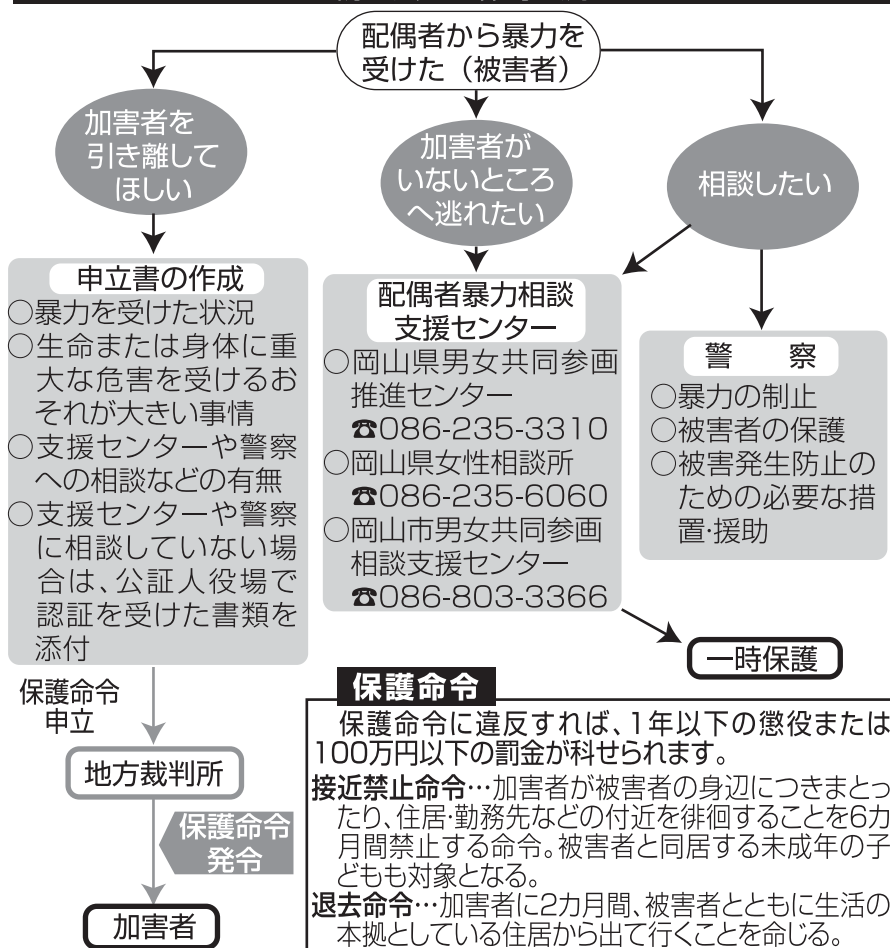 配偶者から暴力を
受けた（被害者）
加害者を
引き離して
ほしい
加害者が
いないところ
へ逃れたい
相談したい
申立書の作成
○暴力を受けた状況
○生命または身体に重
大な危害を受けるお
それが大きい事情
○支援センターや警察
への相談などの有無
○支援センターや警察
に相談していない場
合は、公証人役場で
認証を受けた書類を
添付
配偶者暴力相談
支援センター
○岡山県男女共同参画
推進センター
☎086-235-3310
○岡山県女性相談所
☎086-235-6060
○岡山市男女共同参画
相談支援センター
☎086-803-3366
警　察
○暴力の制止
○被害者の保護
○被害発生防止の
ための必要な措
置・援助
一時保護
保護命令
申立
地方裁判所
保護命令
発令
加害者
保護命令
保護命令に違反すれば、1年以下の懲役または
100万円以下の罰金が科せられます。
接近禁止命令…加害者が被害者の身辺につきまとっ
たり、住居・勤務先などの付近を徘徊することを6カ
月間禁止する命令。被害者と同居する未成年の子
どもも対象となる。
退去命令…加害者に2カ月間、被害者とともに生活の
本拠としている住居から出て行くことを命じる。